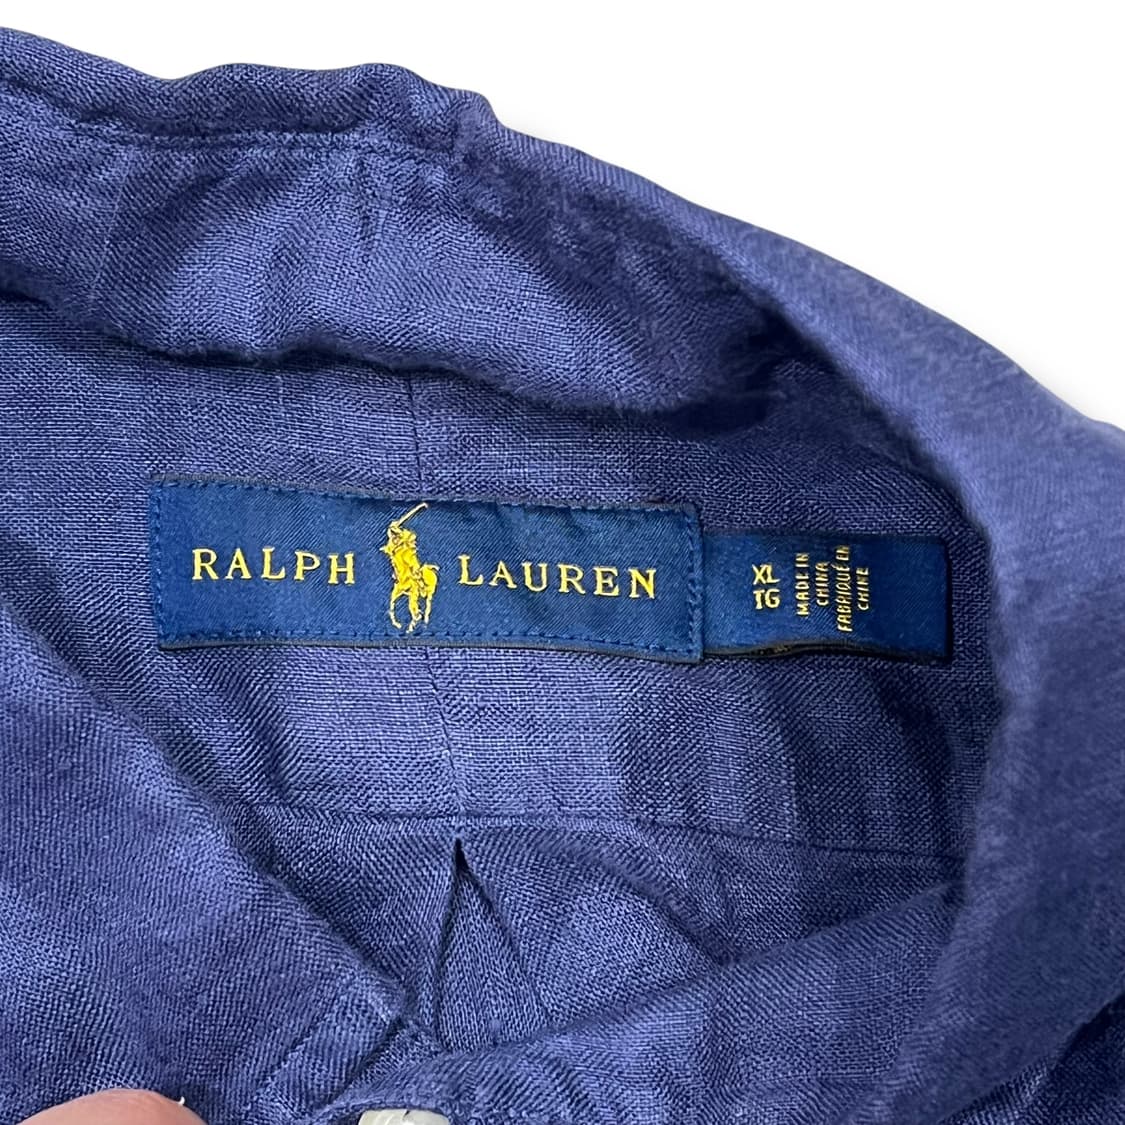 RALPH LAUREN
XL
TG
MADE IN
CHINA
FABRIQUÉ EN
CHINE